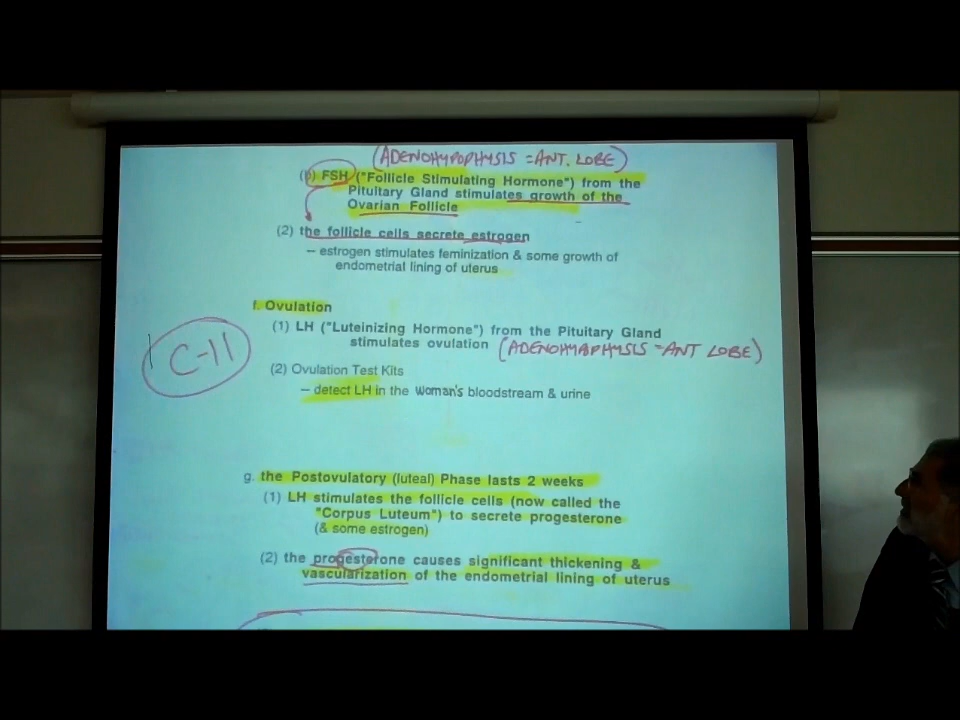 (ADENOHYPOPHYSIS = ANT. LOBE)
(b) FSH ("Follicle Stimulating Hormone") from the
Pituitary Gland stimulates growth of the
Ovarian Follicle
(2) the follicle cells secrete estrogen
– estrogen stimulates feminization & some growth of
endometrial lining of uterus
f. Ovulation
(1) LH ("Luteinizing Hormone") from the Pituitary Gland
stimulates ovulation (ADENOHYPOPHYSIS = ANT LOBE)
C-11
(2) Ovulation Test Kits
– detect LH in the woman's bloodstream & urine
g. the Postovulatory (luteal) Phase lasts 2 weeks
(1) LH stimulates the follicle cells (now called the
"Corpus Luteum") to secrete progesterone
(& some estrogen)
(2) the progesterone causes significant thickening &
vascularization of the endometrial lining of uterus